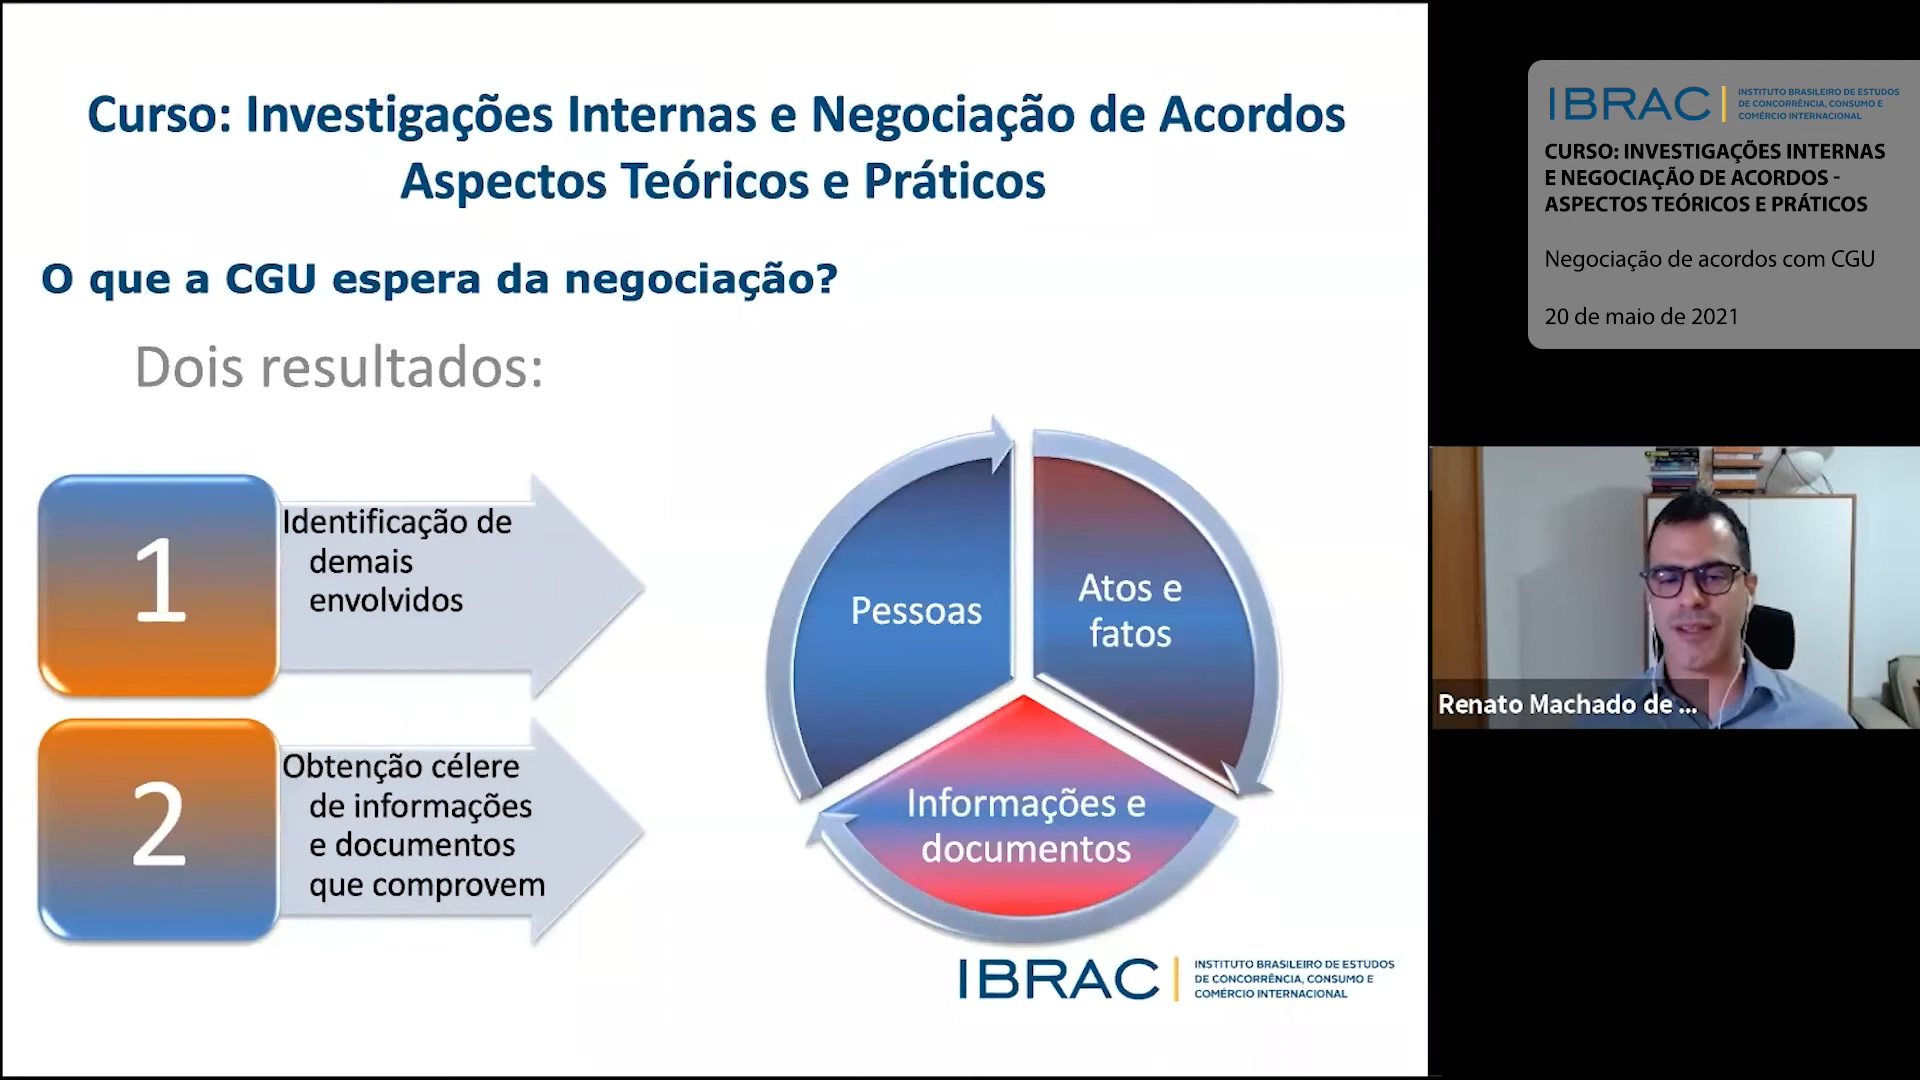 Curso: Investigações Internas e Negociação de Acordos
Aspectos Teóricos e Práticos
O que a CGU espera da negociação?
Dois resultados:
1
Identificação de
demais
envolvidos
2
Obtenção célere
de informações
e documentos
que comprovem
Pessoas
Atos e
fatos
Informações e
documentos
IBRAC
INSTITUTO BRASILEIRO DE ESTUDOS
DE CONCORRÊNCIA, CONSUMO E
COMÉRCIO INTERNACIONAL
IBRAC
INSTITUTO BRASILEIRO DE ESTUDOS
DE CONCORRÊNCIA, CONSUMO E
COMÉRCIO INTERNACIONAL
CURSO: INVESTIGAÇÕES INTERNAS
E NEGOCIAÇÃO DE ACORDOS -
ASPECTOS TEÓRICOS E PRÁTICOS
Negociação de acordos com CGU
20 de maio de 2021
Renato Machado de ...